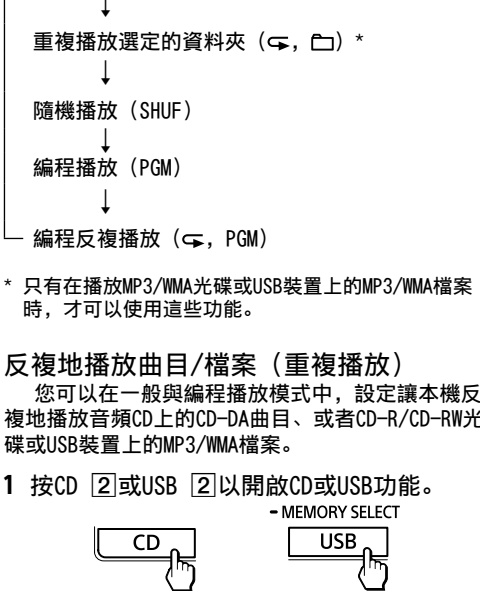 重複播放選定的資料夾（, ）*
隨機播放（SHUF）
編程播放（PGM）
編程反複播放（, PGM）
* 只有在播放MP3/WMA光碟或USB裝置上的MP3/WMA檔案
時，才可以使用這些功能。
反複地播放曲目/檔案（重複播放）
您可以在一般與編程播放模式中，設定讓本機反
複地播放音頻CD上的CD-DA曲目、或者CD-R/CD-RW光
碟或USB裝置上的MP3/WMA檔案。
1 按CD 2或USB 2以開啟CD或USB功能。
- MEMORY SELECT
CD USB